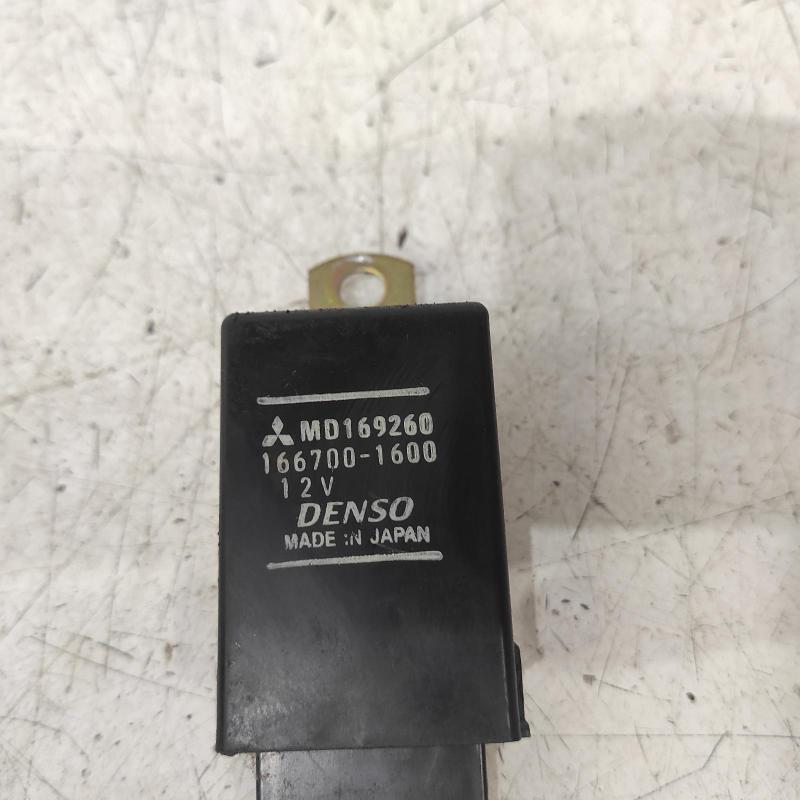 MD169260
166700-1600
12V
DENSO
MADE IN JAPAN